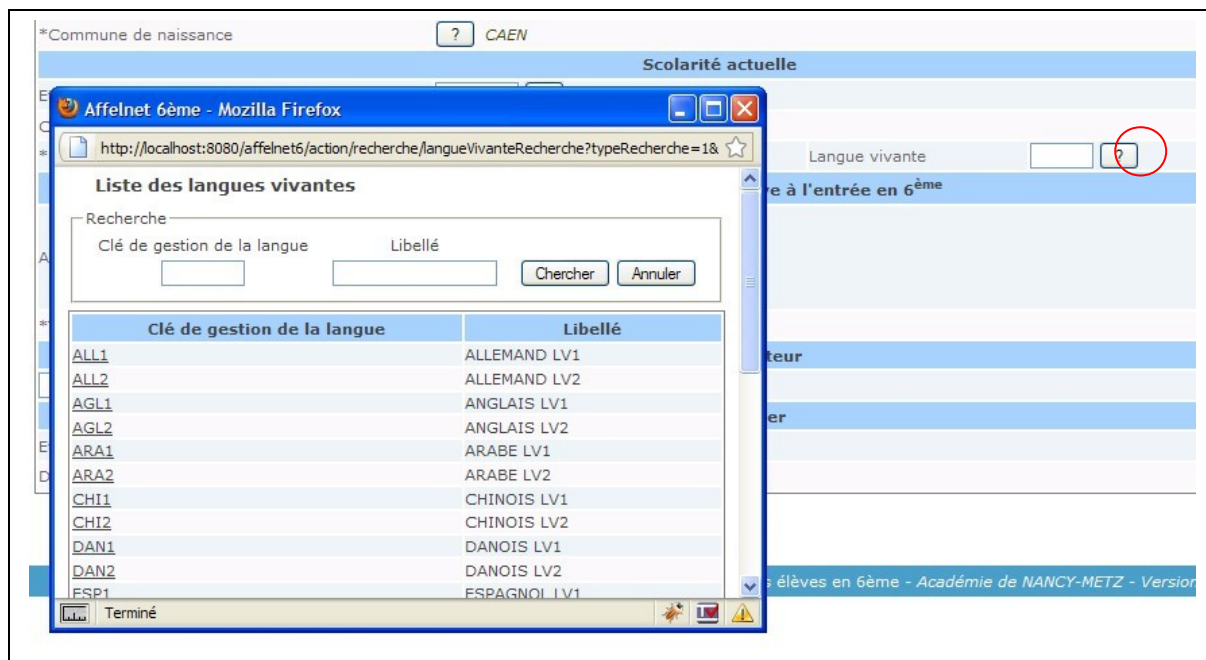 *Commune de naissance ? CAEN
Scolarité actuelle
Affelnet 6ème - Mozilla Firefox
http://localhost:8080/affelnet6/action/recherche/langueVivanteRecherche?typeRecherche=1&
Langue vivante ?
Liste des langues vivantes
e à l'entrée en 6ème
Recherche
Clé de gestion de la langue Libellé
Chercher Annuler
Clé de gestion de la langue Libellé
ALL1 ALLEMAND LV1
teur
ALL2 ALLEMAND LV2
AGL1 ANGLAIS LV1
AGL2 ANGLAIS LV2
er
ARA1 ARABE LV1
ARA2 ARABE LV2
CHI1 CHINOIS LV1
CHI2 CHINOIS LV2
DAN1 DANOIS LV1
DAN2 DANOIS LV2
élèves en 6ème - Académie de NANCY-METZ - Version
ESP1 ESPAGNOL LV1
Terminé